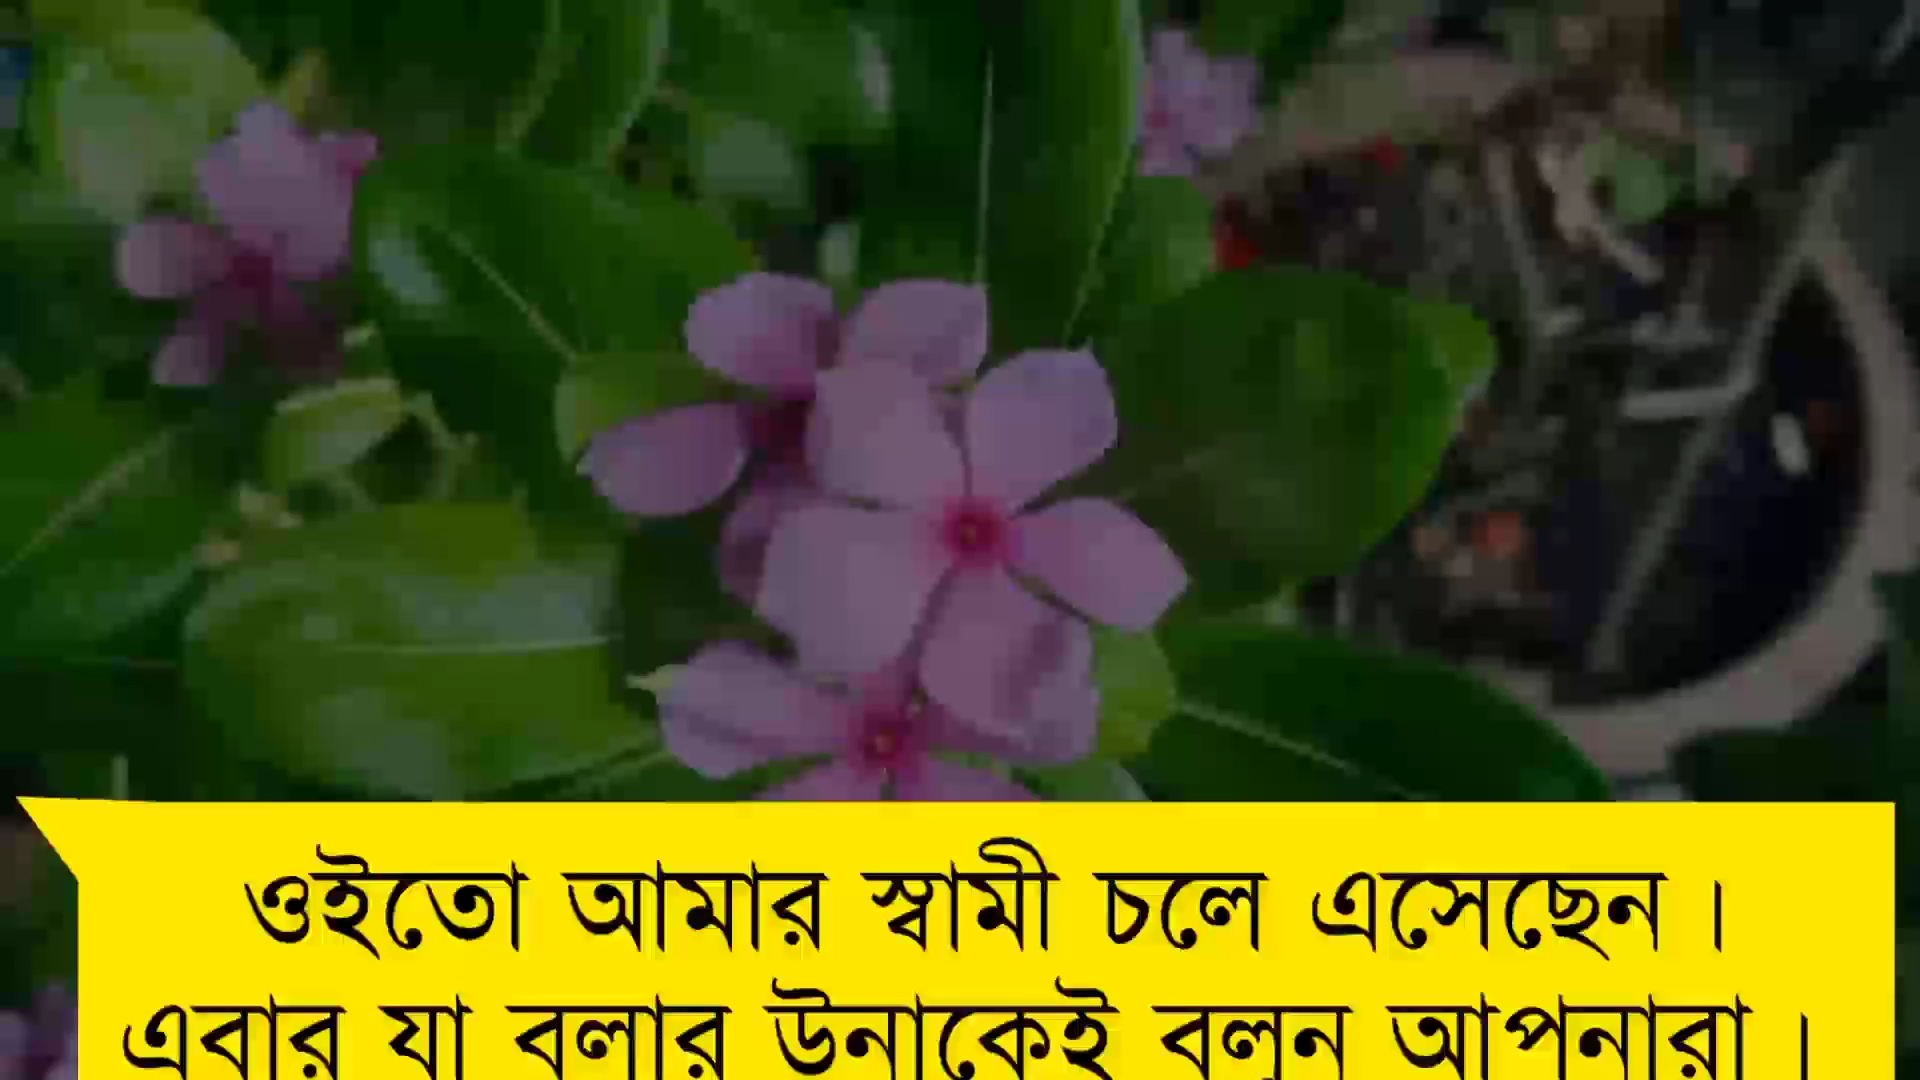 ওইতো আমার স্বামী চলে এসেছেন।
এবার যা বলার উনাকেই বলুন আপনারা।